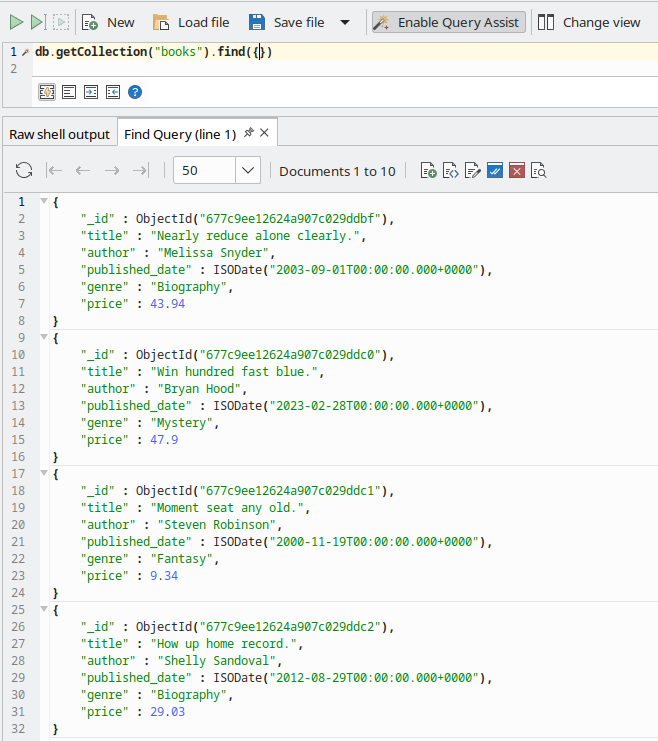 New Load file Save file Enable Query Assist Change view
1 db.getCollection("books").find({})
2
Raw shell output Find Query (line 1)
50 Documents 1 to 10
1 {
2 "_id" : ObjectId("677c9ee12624a907c029ddbf"),
3 "title" : "Nearly reduce alone clearly.",
4 "author" : "Melissa Snyder",
5 "published_date" : ISODate("2003-09-01T00:00:00.000+0000"),
6 "genre" : "Biography",
7 "price" : 43.94
8 }
9 {
10 "_id" : ObjectId("677c9ee12624a907c029ddc0"),
11 "title" : "Win hundred fast blue.",
12 "author" : "Bryan Hood",
13 "published_date" : ISODate("2023-02-28T00:00:00.000+0000"),
14 "genre" : "Mystery",
15 "price" : 47.9
16 }
17 {
18 "_id" : ObjectId("677c9ee12624a907c029ddc1"),
19 "title" : "Moment seat any old.",
20 "author" : "Steven Robinson",
21 "published_date" : ISODate("2000-11-19T00:00:00.000+0000"),
22 "genre" : "Fantasy",
23 "price" : 9.34
24 }
25 {
26 "_id" : ObjectId("677c9ee12624a907c029ddc2"),
27 "title" : "How up home record.",
28 "author" : "Shelly Sandoval",
29 "published_date" : ISODate("2012-08-29T00:00:00.000+0000"),
30 "genre" : "Biography",
31 "price" : 29.03
32 }